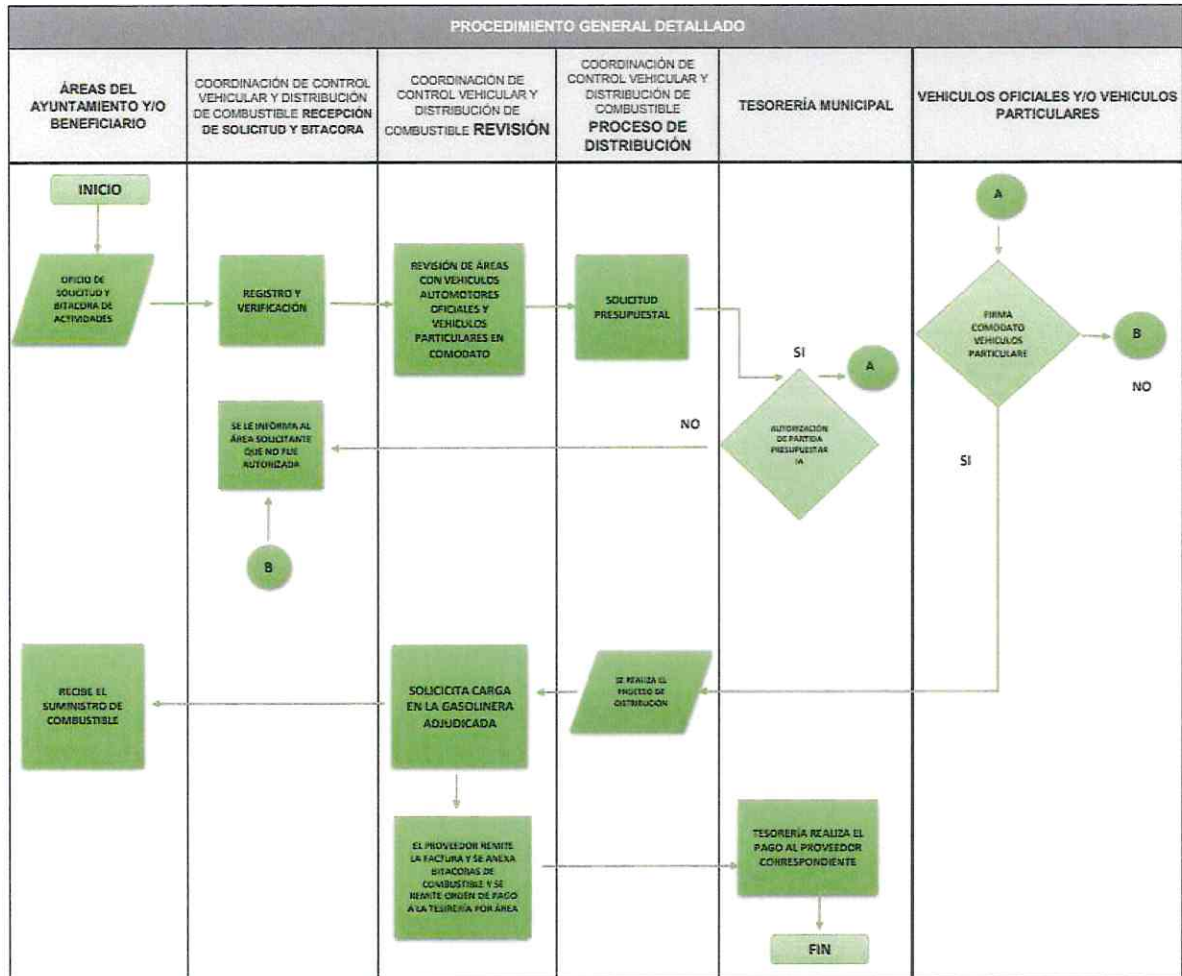 PROCEDIMIENTO GENERAL DETALLADO
ÁREAS DEL
AYUNTAMIENTO Y/O
BENEFICIARIO
COORDINACIÓN DE CONTROL
VEHICULAR Y DISTRIBUCIÓN
DE COMBUSTIBLE RECEPCIÓN
DE SOLICITUD Y BITACORA
COORDINACIÓN DE
CONTROL VEHICULAR Y
DISTRIBUCIÓN DE
COMBUSTIBLE REVISIÓN
COORDINACIÓN DE
CONTROL VEHICULAR Y
DISTRIBUCIÓN DE
COMBUSTIBLE
PROCESO DE
DISTRIBUCIÓN
TESORERÍA MUNICIPAL
VEHICULOS OFICIALES Y/O VEHICULOS
PARTICULARES
INICIO
OFICIO DE
SOLICITUD Y
BITACORA DE
ACTIVIDADES
REGISTRO Y
VERIFICACIÓN
REVISIÓN DE ÁREAS
CON VEHICULOS
AUTOMOTORES
OFICIALES Y
VEHICULOS
PARTICULARES EN
COMODATO
SOLICITUD
PRESUPUESTAL
SI
A
NO
AUTORIZACIÓN
DE PARTIDA
PRESUPUESTAR
IA
A
FIRMA
COMODATO
VEHICULOS
PARTICULARE
B
NO
SI
SE LE INFORMA AL
ÁREA SOLICITANTE
QUE NO FUE
AUTORIZADA
B
RECIBE EL
SUMINISTRO DE
COMBUSTIBLE
SOLICICITA CARGA
EN LA GASOLINERA
ADJUDICADA
SE REALIZA EL
PROCESO DE
DISTRIBUCIÓN
EL PROVEEDOR REMITE
LA FACTURA Y SE ANEXA
BITACORAS DE
COMBUSTIBLE Y SE
REMITE ORDEN DE PAGO
A LA TESIRERÍA POR ÁREA
TESORERÍA REALIZA EL
PAGO AL PROVEEDOR
CORRESPONDIENTE
FIN